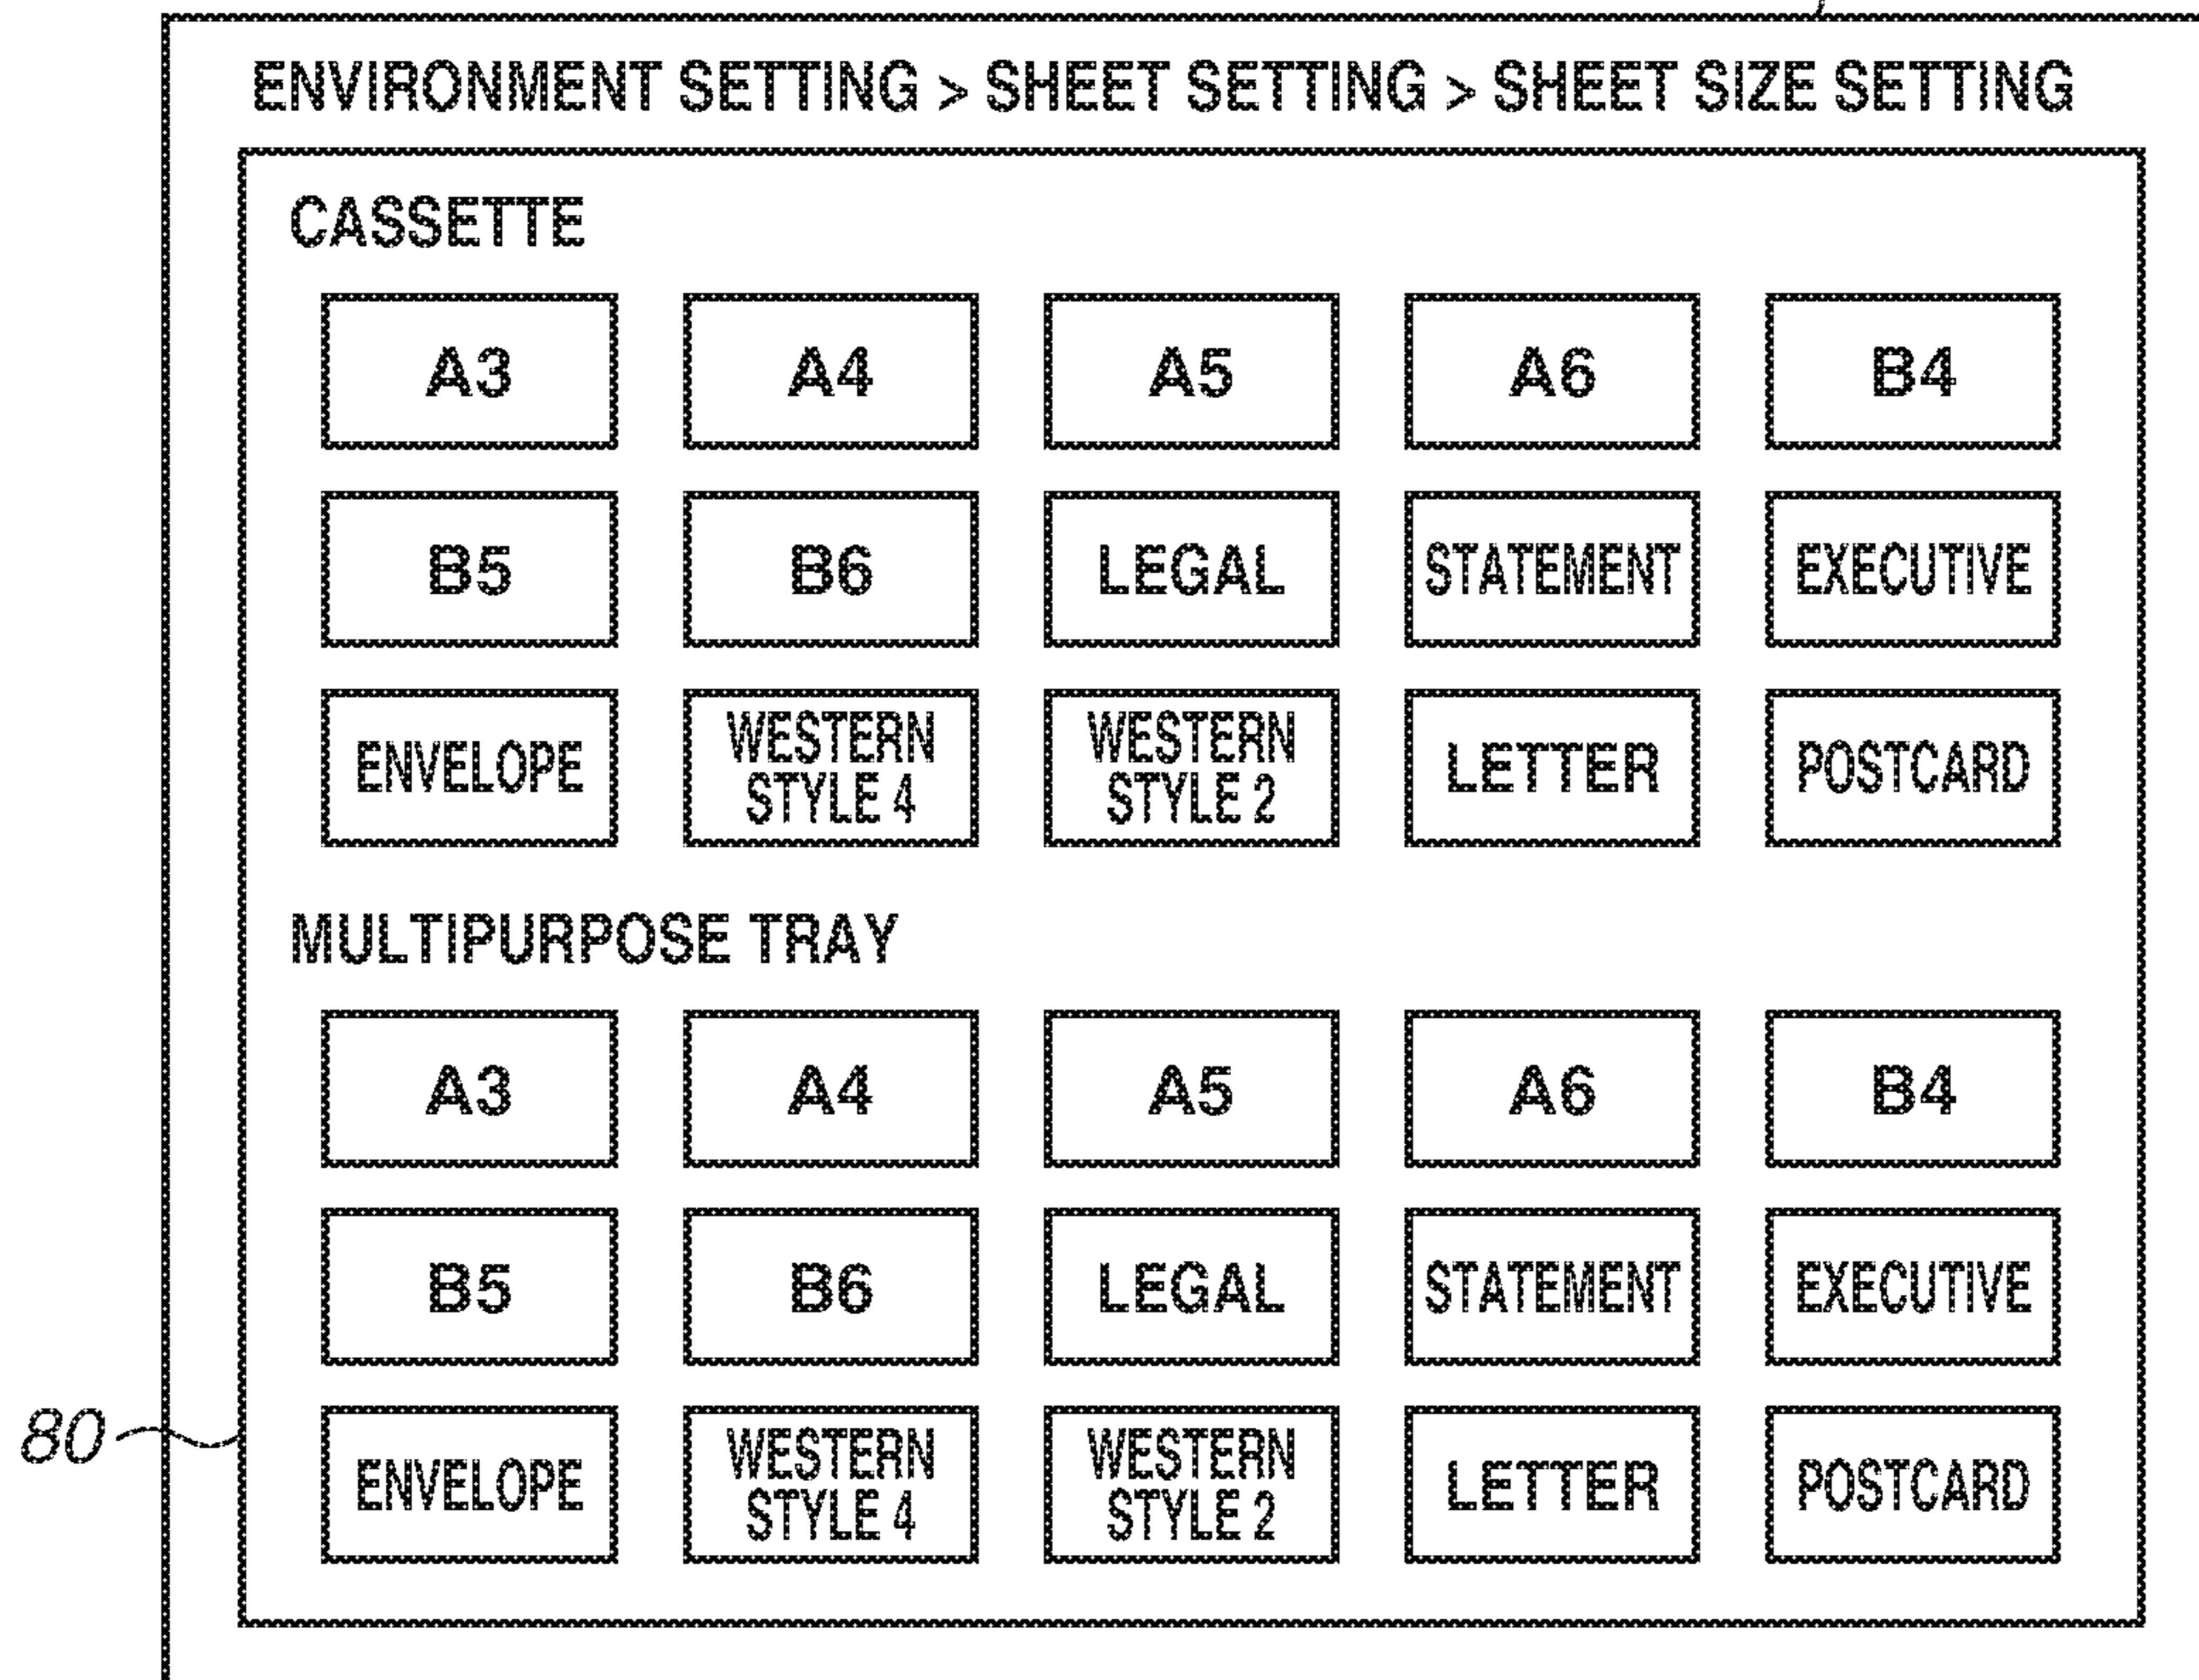 ENVIRONMENT SETTING > SHEET SETTING > SHEET SIZE SETTING
CASSETTE
A3 A4 A5 A6 B4
B5 B6 LEGAL STATEMENT EXECUTIVE
ENVELOPE WESTERN STYLE 4 WESTERN STYLE 2 LETTER POSTCARD
MULTIPURPOSE TRAY
A3 A4 A5 A6 B4
B5 B6 LEGAL STATEMENT EXECUTIVE
80
ENVELOPE WESTERN STYLE 4 WESTERN STYLE 2 LETTER POSTCARD